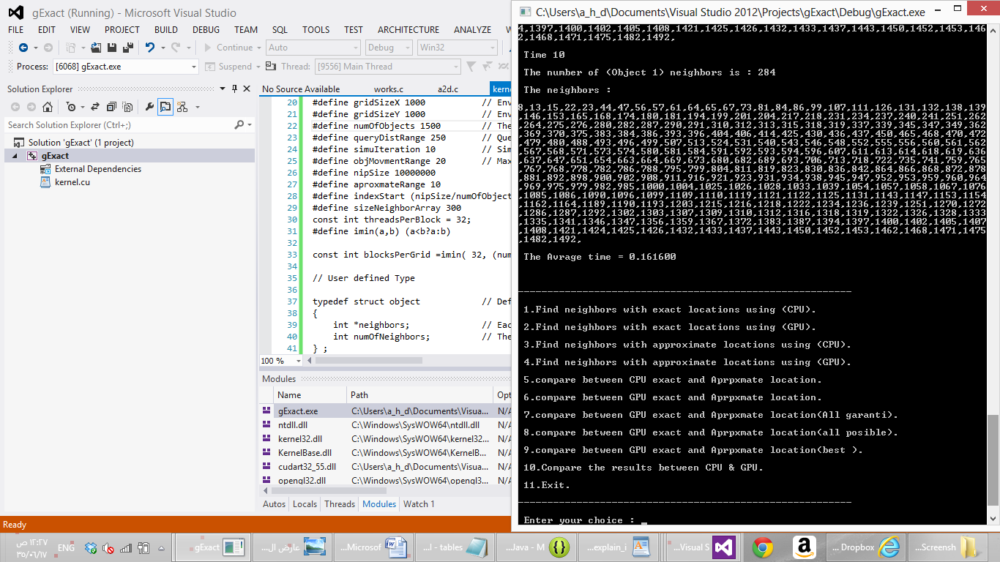 gExact (Running) - Microsoft Visual Studio
FILE EDIT VIEW PROJECT BUILD DEBUG TEAM SQL TOOLS TEST ARCHITECTURE ANALYZE
Continue Auto Debug Win32
Process: [6068] gExact.exe Suspend Thread: [9556] Main Thread
Solution Explorer
Search Solution Explorer (Ctrl+;)
Solution 'gExact' (1 project)
gExact
External Dependencies
kernel.cu
No Source Available works.c a2d.c kerne
20 #define gridSizeX 1000 // Env
21 #define gridSizeY 1000 // Env
22 #define numOfObjects 1500 // The
23 #define queryDistRange 250 // Que
24 #define simuIteration 10 // Sim
25 #define objMovmentRange 20 // Max
26 #define nipSize 10000000
27 #define aproxmateRange 10
28 #define indexStart (nipSize/numOfObject
29 #define sizeNeighborArray 300
30 const int threadsPerBlock = 32;
31 #define imin(a,b) (a<b?a:b)
32
33 const int blocksPerGrid =imin( 32, (num
34
35 // User defined Type
36
37 typedef struct object // Def
38 {
39 int *neighbors; // Eac
40 int numOfNeighbors; // The
41 } ;
100 %
Modules
Name Path Opt
gExact.exe C:\Users\a_h_d\Documents\Visua... N/A
ntdll.dll C:\Windows\SysWOW64\ntdll.dll N/A
kernel32.dll C:\Windows\SysWOW64\kernel32... N/A
KernelBase.dll C:\Windows\SysWOW64\KernelB... N/A
cudart32_55.dll C:\Users\a_h_d\Documents\Visua... N/A
opengl32.dll C:\Windows\SysWOW64\opengl3... N/A
Autos Locals Threads Modules Watch 1
Ready
C:\Users\a_h_d\Documents\Visual Studio 2012\Projects\gExact\Debug\gExact.exe
4,1397,1400,1402,1405,1408,1421,1425,1426,1432,1433,1437,1443,1450,1452,1453,146
2,1468,1471,1475,1482,1492,
Time 10
The number of (Object 1) neighbors is : 284
The neighbors :
8,13,15,22,23,44,47,56,57,61,64,65,67,73,81,84,86,99,107,111,126,131,132,138,139
,146,153,165,168,174,180,181,194,199,201,204,217,218,231,234,237,240,241,251,262
,264,275,276,280,282,287,290,291,310,312,313,315,318,319,337,339,345,347,349,362
,369,370,375,383,384,386,393,396,404,406,414,425,430,436,437,450,465,468,470,472
,479,480,488,493,496,499,507,513,524,531,540,543,546,548,552,555,556,560,561,562
,567,568,571,573,574,580,581,584,591,592,593,594,596,607,611,613,614,618,619,636
,637,647,651,654,663,664,669,673,680,682,689,693,706,713,718,722,735,741,759,765
,767,768,778,782,786,788,795,799,804,811,819,823,830,836,842,864,866,868,872,878
,881,892,898,900,902,908,911,916,921,923,931,934,938,945,947,952,953,959,960,964
,969,975,979,982,985,1000,1004,1025,1026,1028,1033,1039,1054,1057,1058,1067,1076
,1085,1086,1090,1096,1099,1109,1110,1119,1121,1122,1125,1131,1143,1147,1153,1154
,1162,1164,1189,1190,1193,1203,1215,1216,1218,1222,1234,1236,1239,1251,1270,1272
,1286,1287,1292,1302,1303,1307,1309,1310,1312,1316,1318,1319,1322,1326,1328,1333
,1335,1341,1346,1347,1356,1359,1367,1372,1383,1387,1394,1397,1400,1402,1405,1407
,1408,1421,1424,1425,1426,1432,1433,1437,1443,1450,1452,1453,1462,1468,1471,1475
,1482,1492,
The Avrage time = 0.161600
1.Find neighbors with exact locations using (CPU).
2.Find neighbors with exact locations using (GPU).
3.Find neighbors with approximate locations using (CPU).
4.Find neighbors with approximate locations using (GPU).
5.compare between CPU exact and Aprpxmate location.
6.compare between GPU exact and Aprpxmate location.
7.compare between GPU exact and Aprpxmate location(All garanti).
8.compare between GPU exact and Aprpxmate location(all posible).
9.compare between GPU exact and Aprpxmate location(best ).
10.Compare the results between CPU & GPU.
11.Exit.
Enter your choice : _
١٢:٢٧ ص
٣٥/٠٦/١٧
ENG gExact عارض ال... ...Microsof ...ا - tables ...Java - M ...explain_i ...Visual S ...Dropbox ...Screensh